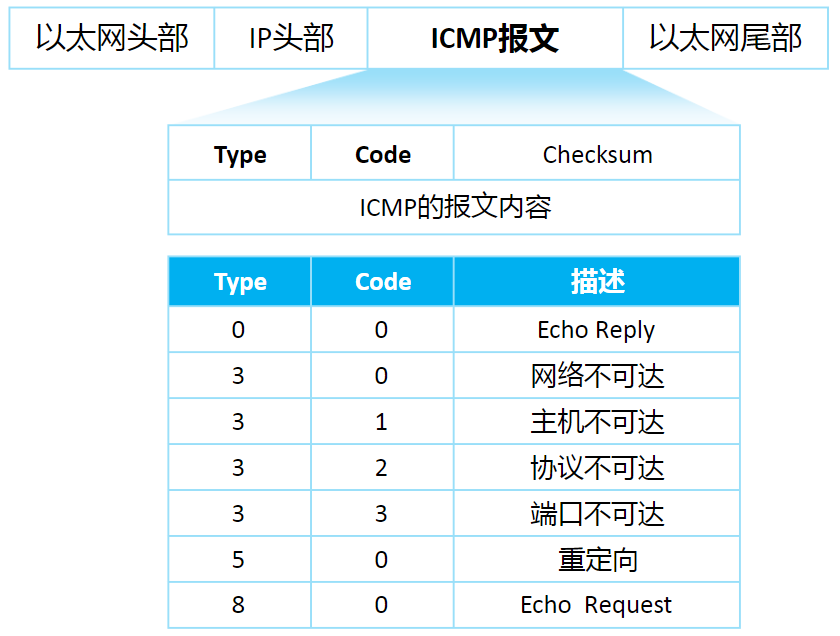 以太网头部 IP头部 ICMP报文 以太网尾部
Type Code Checksum
ICMP的报文内容
Type Code 描述
0 0 Echo Reply
3 0 网络不可达
3 1 主机不可达
3 2 协议不可达
3 3 端口不可达
5 0 重定向
8 0 Echo Request